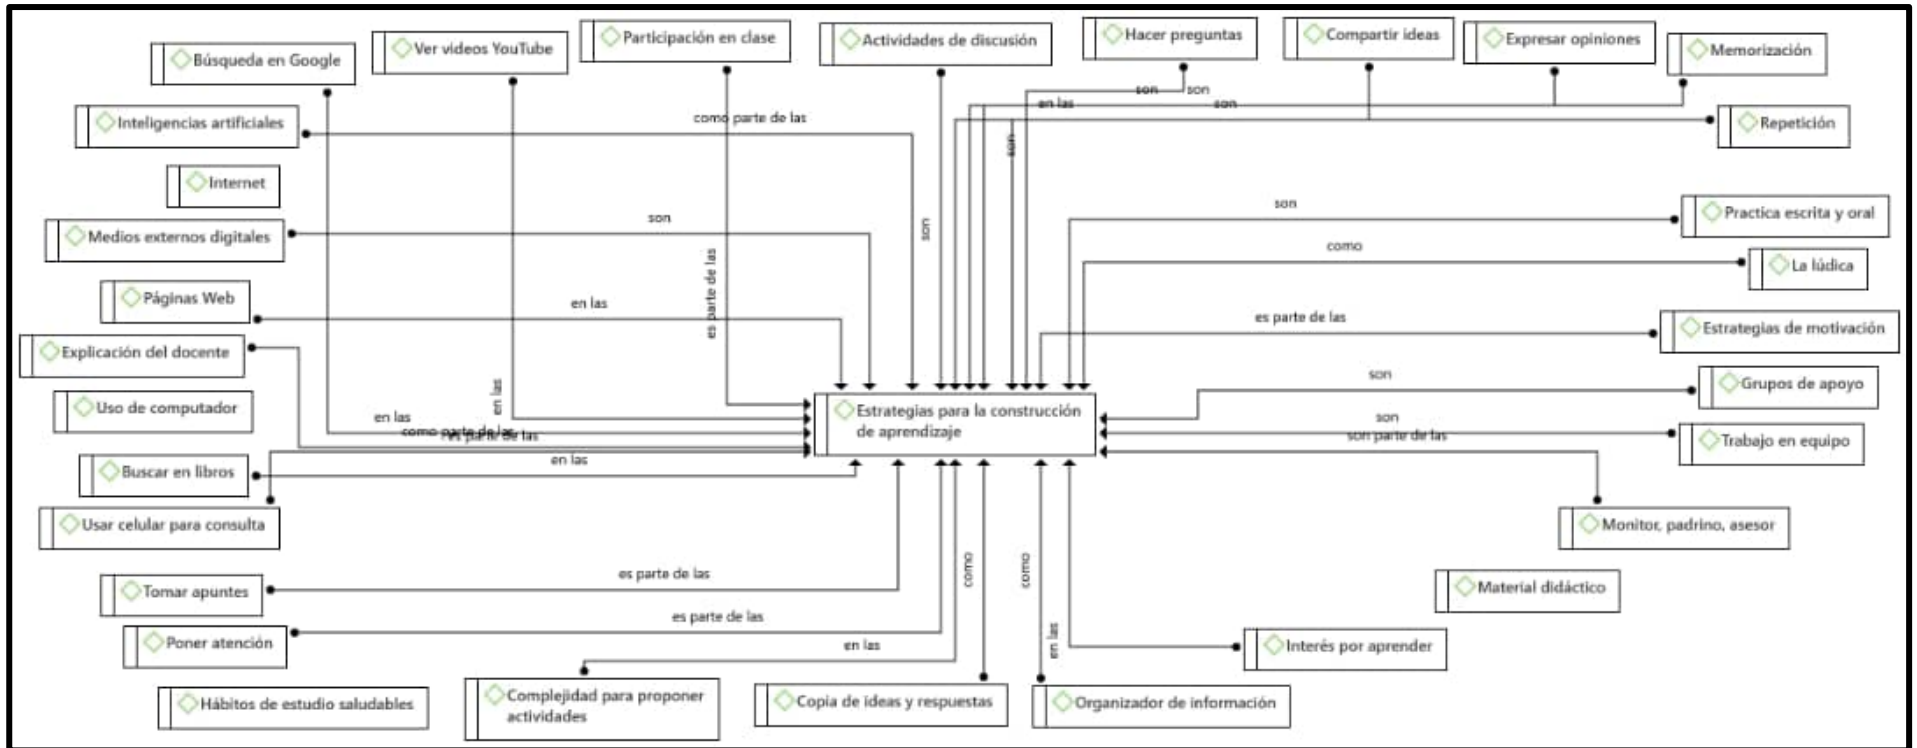 Búsqueda en Google
Ver videos YouTube
Participación en clase
Actividades de discusión
Hacer preguntas
Compartir ideas
Expresar opiniones
Memorización
Inteligencias artificiales
como parte de las
en las
son
son
son
son
Repetición
Internet
Medios externos digitales
son
son
es parte de las
son
Practica escrita y oral
como
La lúdica
Páginas Web
en las
es parte de las
Estrategias de motivación
Explicación del docente
Uso de computador
en las
en las
como parte de las
es parte de las
Estrategias para la construcción
de aprendizaje
son
Grupos de apoyo
son
son parte de las
Trabajo en equipo
Buscar en libros
en las
Usar celular para consulta
Monitor, padrino, asesor
Tomar apuntes
es parte de las
como
como
Material didáctico
Poner atención
es parte de las
en las
en las
Interés por aprender
Hábitos de estudio saludables
Complejidad para proponer
actividades
Copia de ideas y respuestas
Organizador de información